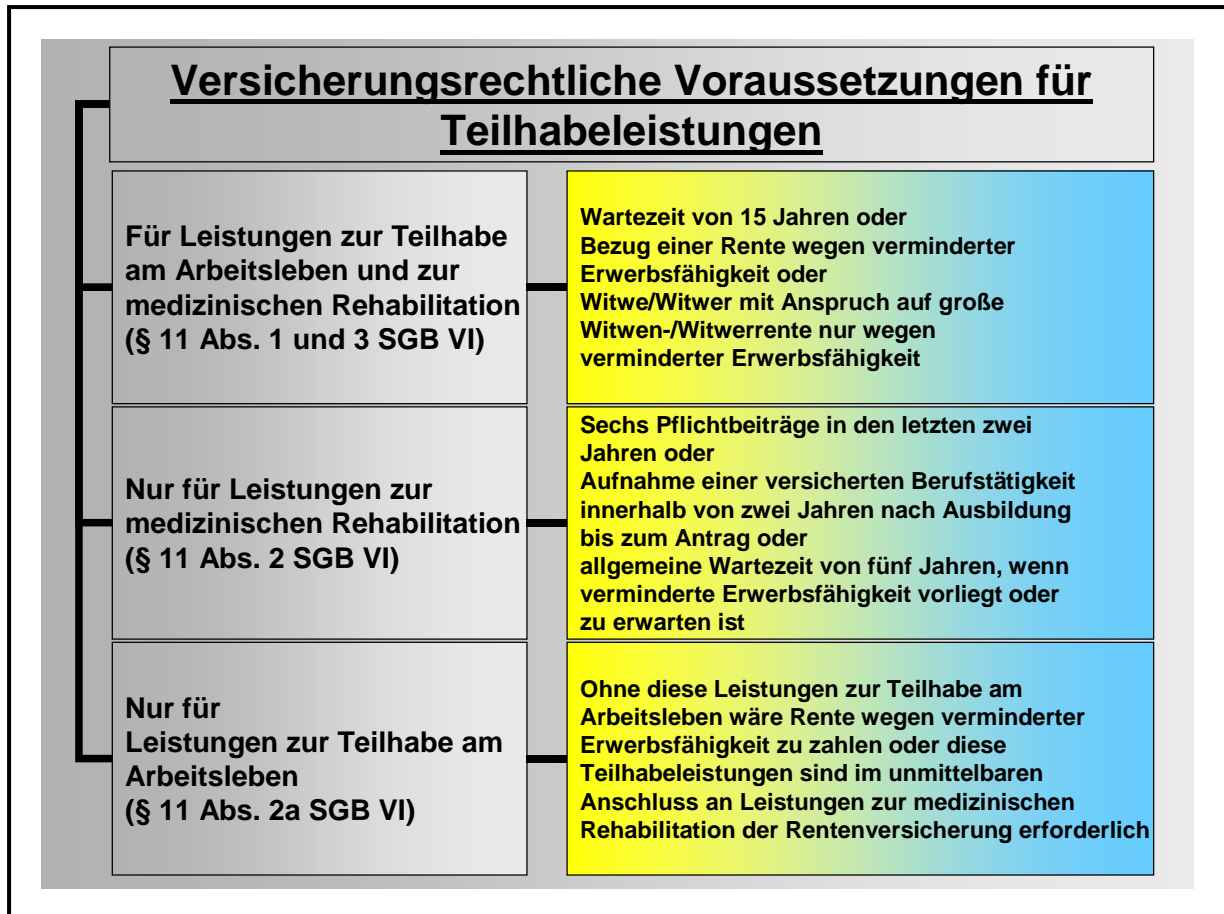 Versicherungsrechtliche Voraussetzungen für
Teilhabeleistungen
Für Leistungen zur Teilhabe
am Arbeitsleben und zur
medizinischen Rehabilitation
(§ 11 Abs. 1 und 3 SGB VI)
Wartezeit von 15 Jahren oder
Bezug einer Rente wegen verminderter
Erwerbsfähigkeit oder
Witwe/Witwer mit Anspruch auf große
Witwen-/Witwerrente nur wegen
verminderter Erwerbsfähigkeit
Nur für Leistungen zur
medizinischen Rehabilitation
(§ 11 Abs. 2 SGB VI)
Sechs Pflichtbeiträge in den letzten zwei
Jahren oder
Aufnahme einer versicherten Berufstätigkeit
innerhalb von zwei Jahren nach Ausbildung
bis zum Antrag oder
allgemeine Wartezeit von fünf Jahren, wenn
verminderte Erwerbsfähigkeit vorliegt oder
zu erwarten ist
Nur für
Leistungen zur Teilhabe am
Arbeitsleben
(§ 11 Abs. 2a SGB VI)
Ohne diese Leistungen zur Teilhabe am
Arbeitsleben wäre Rente wegen verminderter
Erwerbsfähigkeit zu zahlen oder diese
Teilhabeleistungen sind im unmittelbaren
Anschluss an Leistungen zur medizinischen
Rehabilitation der Rentenversicherung erforderlich